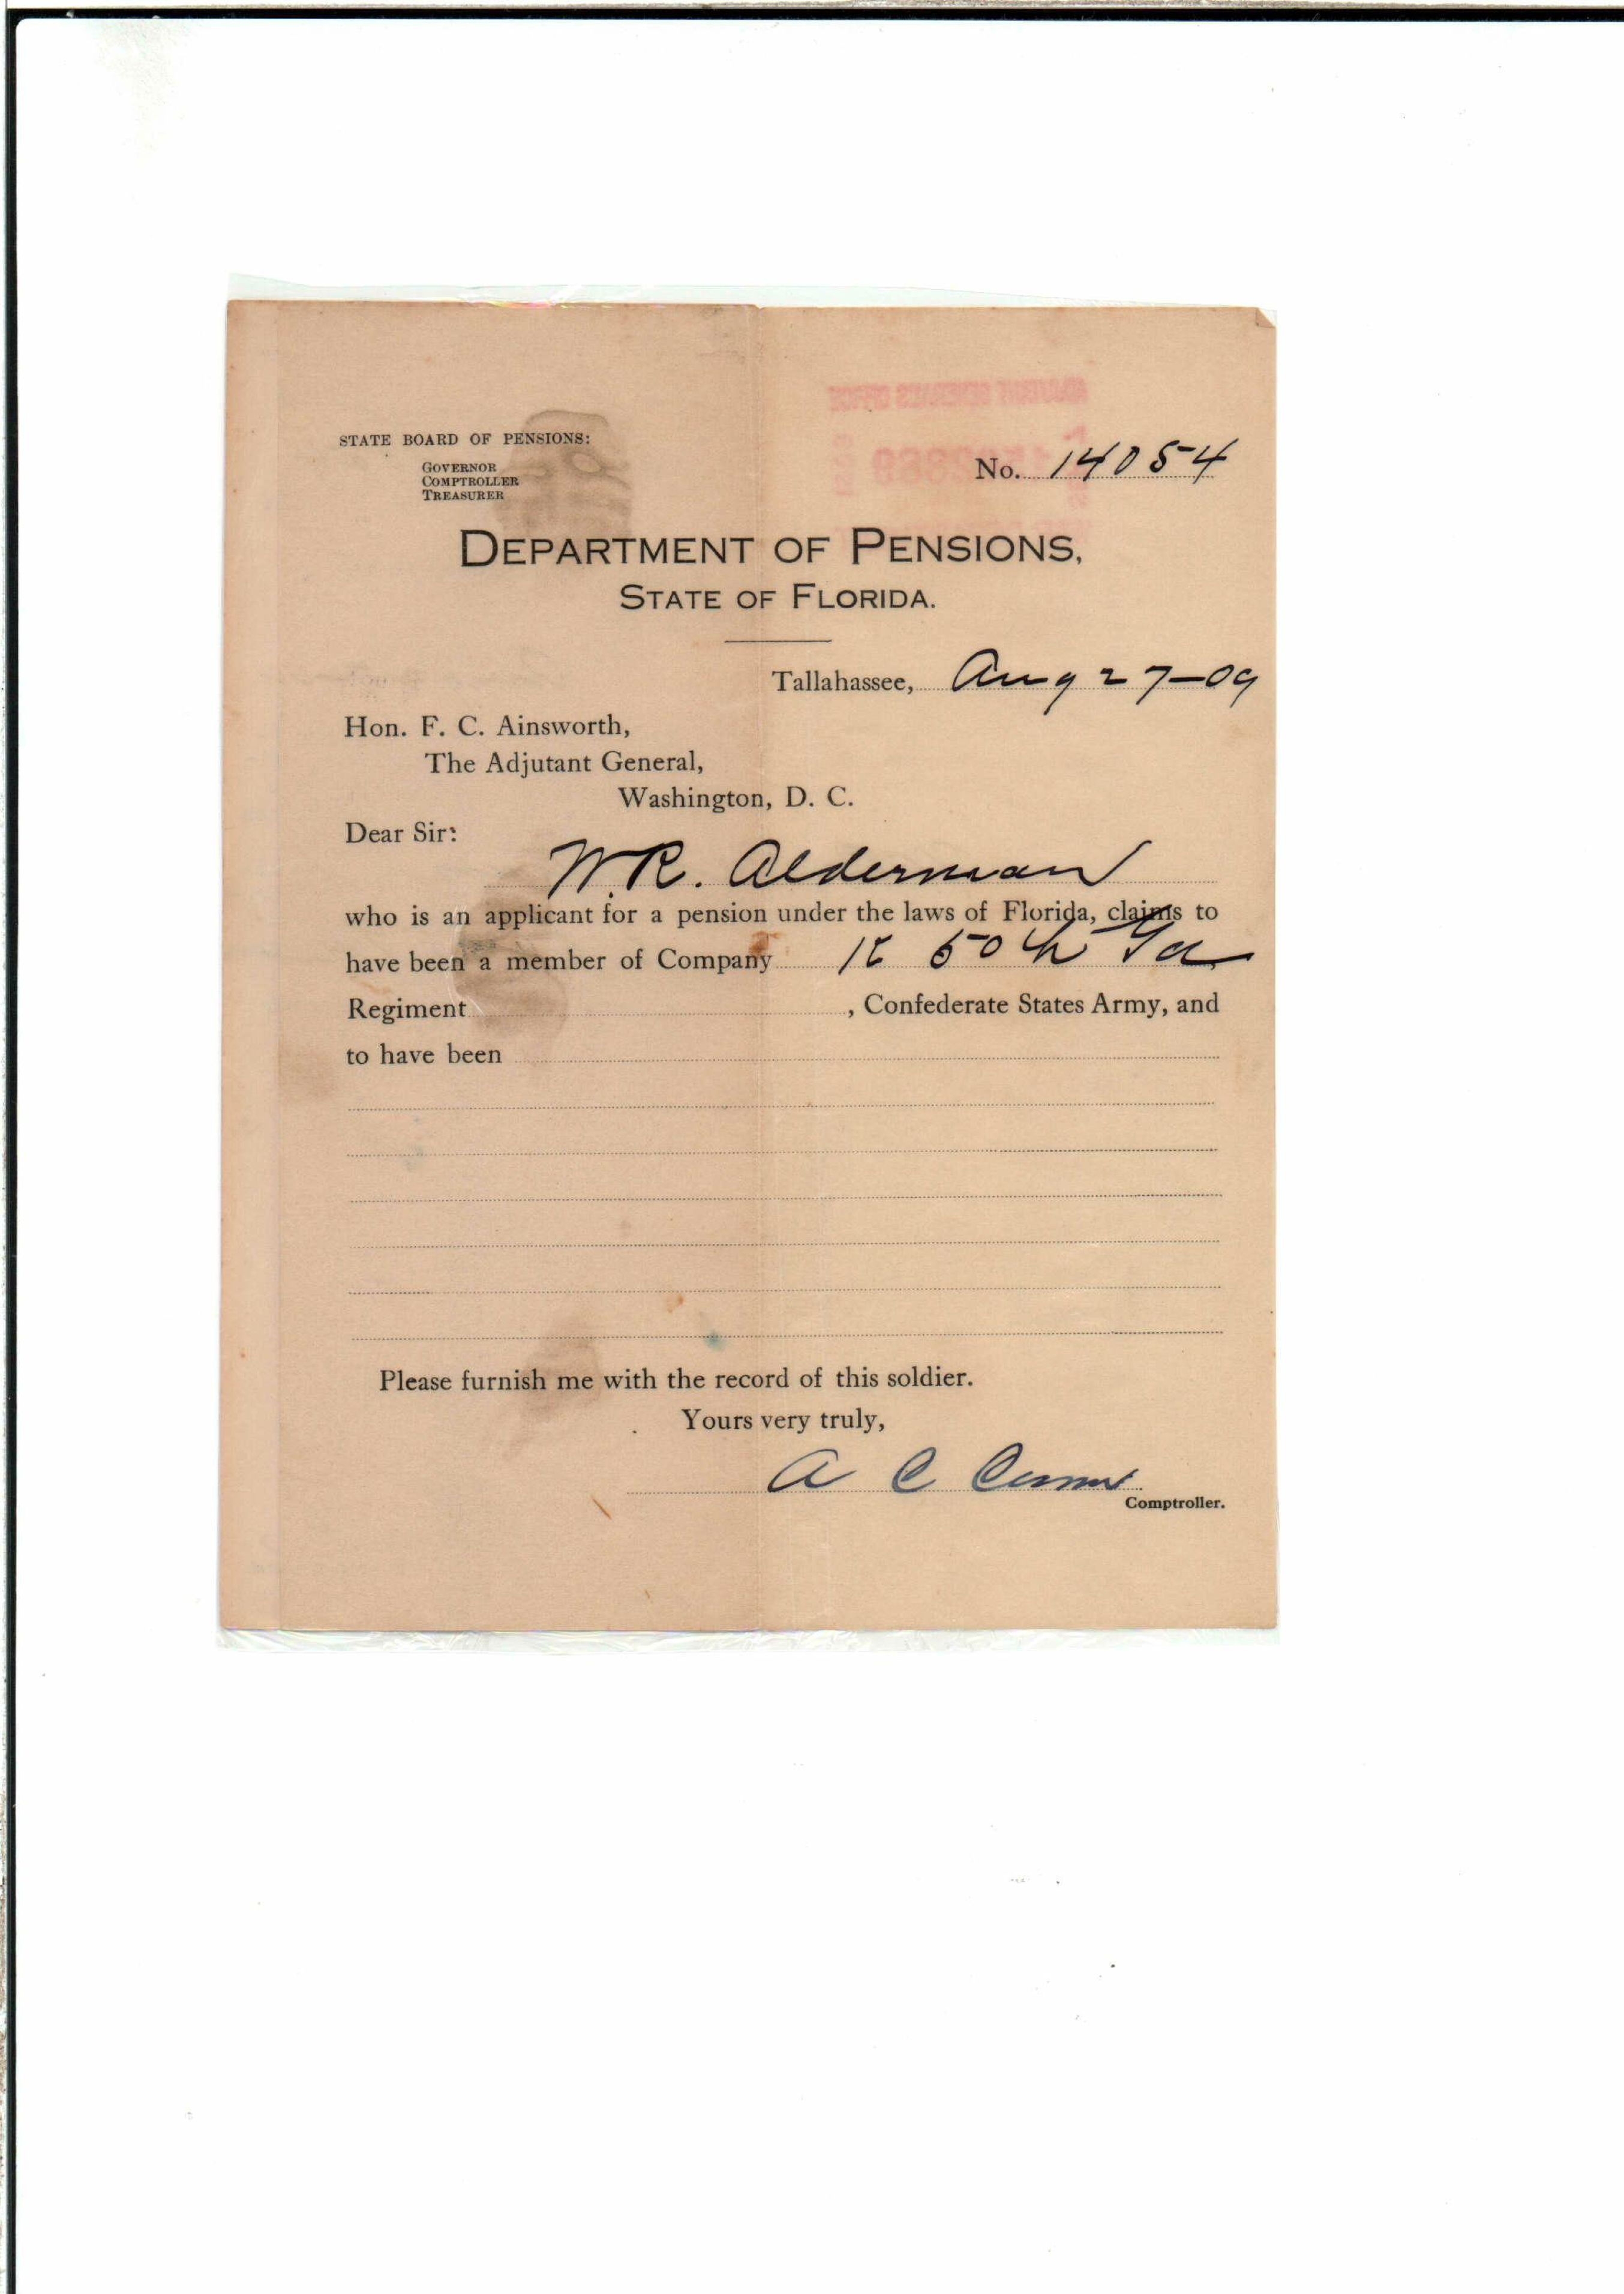 STATE BOARD OF PENSIONS:
GOVERNOR
COMPTROLLER
TREASURER
No. 14054
DEPARTMENT OF PENSIONS,
STATE OF FLORIDA.
Tallahassee, Aug 27-09
Hon. F. C. Ainsworth,
The Adjutant General,
Washington, D. C.
Dear Sir:
W.R. Alderman
who is an applicant for a pension under the laws of Florida, claims to
have been a member of Company K 50th Ga
Regiment , Confederate States Army, and
to have been
Please furnish me with the record of this soldier.
Yours very truly,
A C
Comptroller.